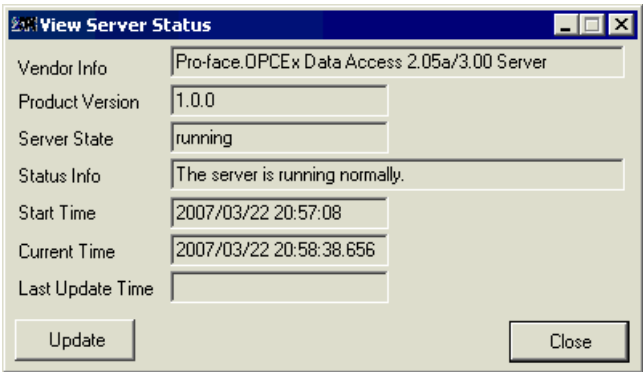 View Server Status
Vendor Info Pro-face.OPCEx Data Access 2.05a/3.00 Server
Product Version 1.0.0
Server State running
Status Info The server is running normally.
Start Time 2007/03/22 20:57:08
Current Time 2007/03/22 20:58:38.656
Last Update Time
Update Close